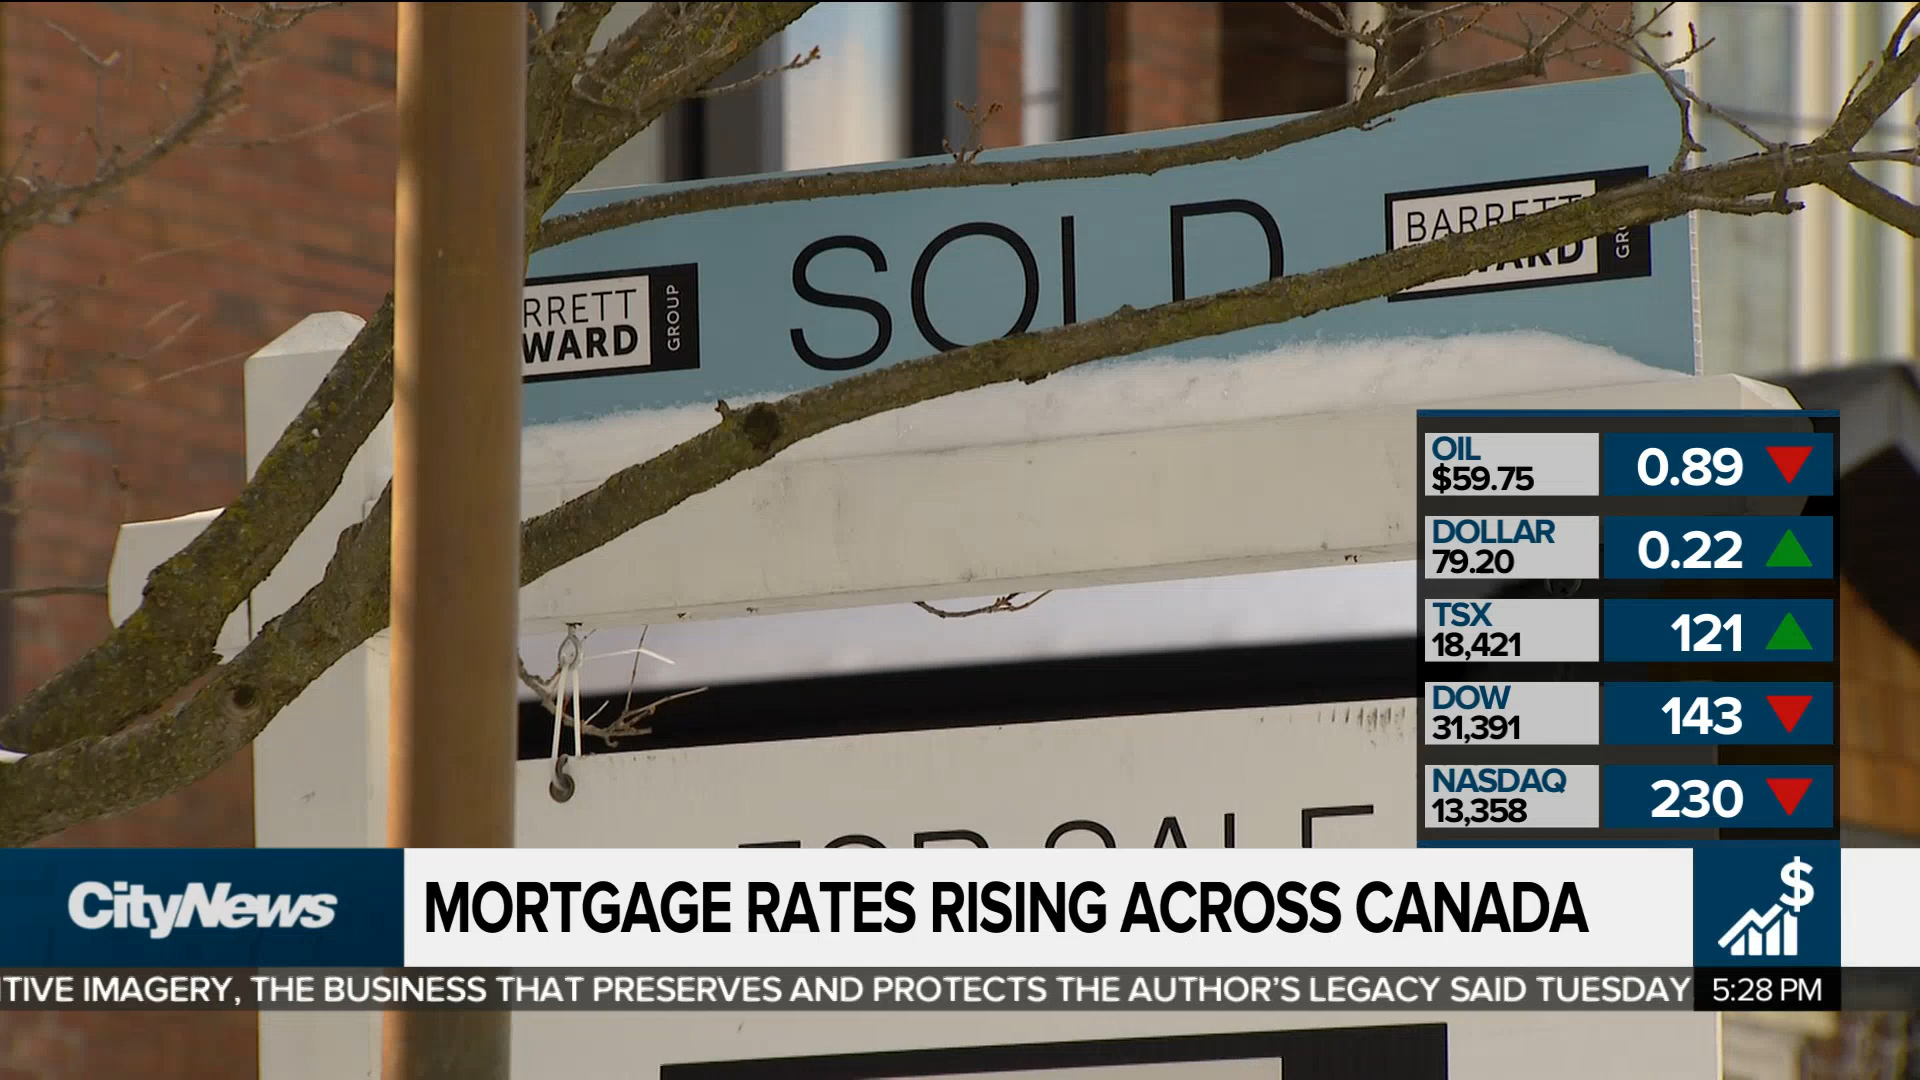 SOLD
BARRETT
WARD
GROUP
RRETT
WARD
GROUP
FOR SALE
OIL
$59.75
0.89
DOLLAR
79.20
0.22
TSX
18,421
121
DOW
31,391
143
NASDAQ
13,358
230
$
CityNews
MORTGAGE RATES RISING ACROSS CANADA
TIVE IMAGERY, THE BUSINESS THAT PRESERVES AND PROTECTS THE AUTHOR'S LEGACY SAID TUESDAY
5:28 PM